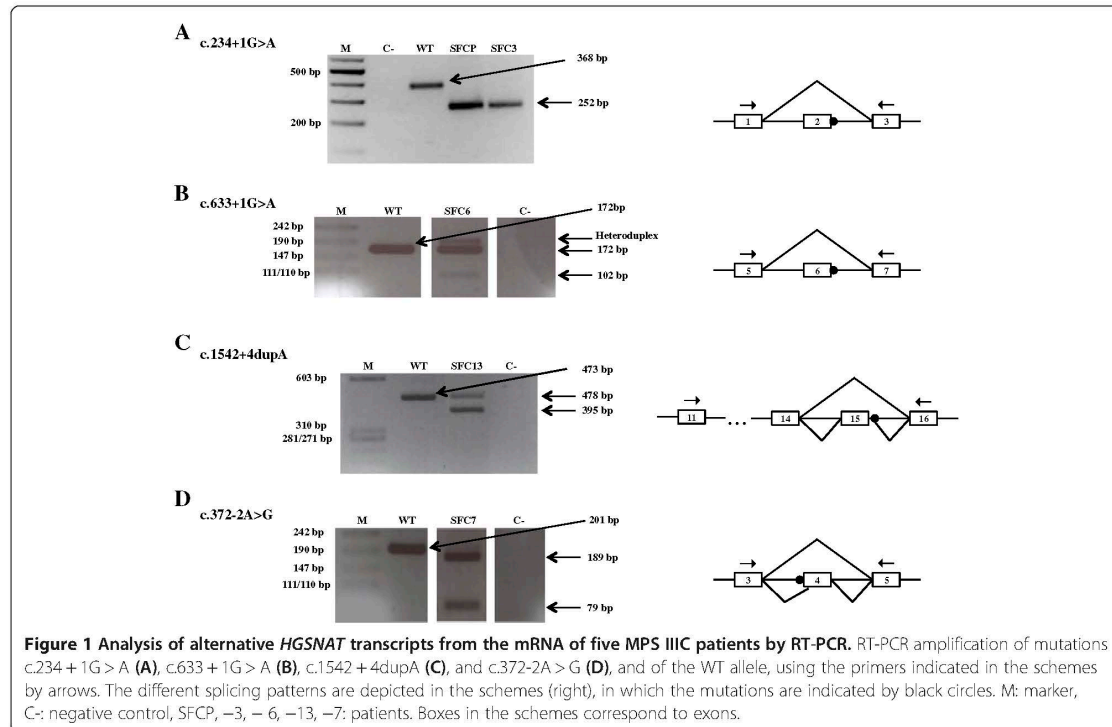 A
c.234+1G>A
M C- WT SFCP SFC3
368 bp
500 bp
252 bp
200 bp
1 2 3
B
c.633+1G>A
M WT SFC6 C-
172bp
242 bp
Heteroduplex
190 bp
172 bp
147 bp
111/110 bp
102 bp
5 6 7
C
c.1542+4dupA
M WT SFC13 C-
473 bp
603 bp
478 bp
395 bp
310 bp
281/271 bp
11 ... 14 15 16
D
c.372-2A>G
M WT SFC7 C-
201 bp
242 bp
190 bp
189 bp
147 bp
111/110 bp
79 bp
3 4 5
Figure 1 Analysis of alternative HGSNAT transcripts from the mRNA of five MPS IIIC patients by RT-PCR. RT-PCR amplification of mutations
c.234 + 1G > A (A), c.633 + 1G > A (B), c.1542 + 4dupA (C), and c.372-2A > G (D), and of the WT allele, using the primers indicated in the schemes
by arrows. The different splicing patterns are depicted in the schemes (right), in which the mutations are indicated by black circles. M: marker,
C-: negative control, SFCP, −3, − 6, −13, −7: patients. Boxes in the schemes correspond to exons.